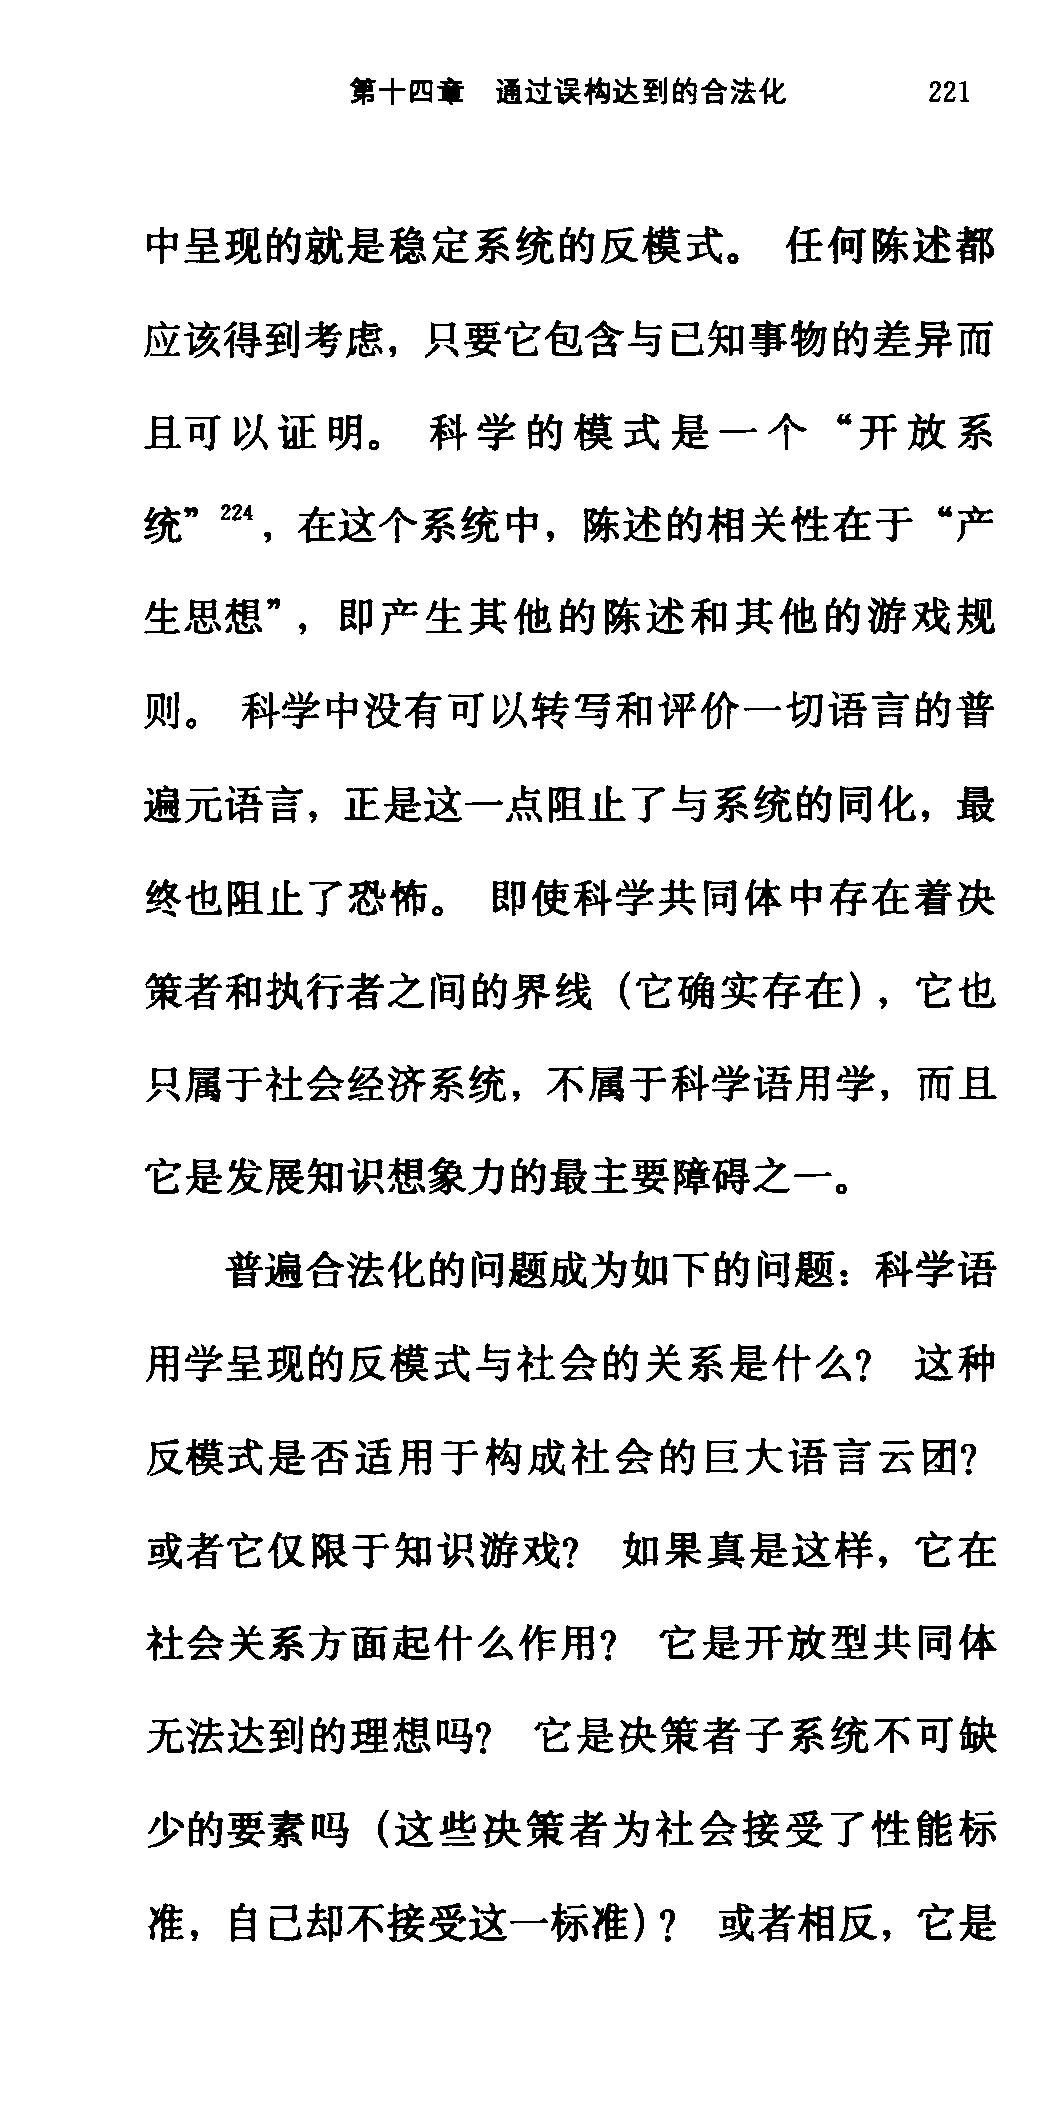 第十四章　通过误构达到的合法化　221
中呈现的就是稳定系统的反模式。 任何陈述都
应该得到考虑，只要它包含与已知事物的差异而
且可以证明。 科学的模式是一个“开放系
统”224，在这个系统中，陈述的相关性在于“产
生思想”，即产生其他的陈述和其他的游戏规
则。 科学中没有可以转写和评价一切语言的普
遍元语言，正是这一点阻止了与系统的同化，最
终也阻止了恐怖。 即使科学共同体中存在着决
策者和执行者之间的界线（它确实存在），它也
只属于社会经济系统，不属于科学语用学，而且
它是发展知识想象力的最主要障碍之一。
普遍合法化的问题成为如下的问题：科学语
用学呈现的反模式与社会的关系是什么？ 这种
反模式是否适用于构成社会的巨大语言云团？
或者它仅限于知识游戏？ 如果真是这样，它在
社会关系方面起什么作用？ 它是开放型共同体
无法达到的理想吗？ 它是决策者子系统不可缺
少的要素吗（这些决策者为社会接受了性能标
准，自己却不接受这一标准）？ 或者相反，它是